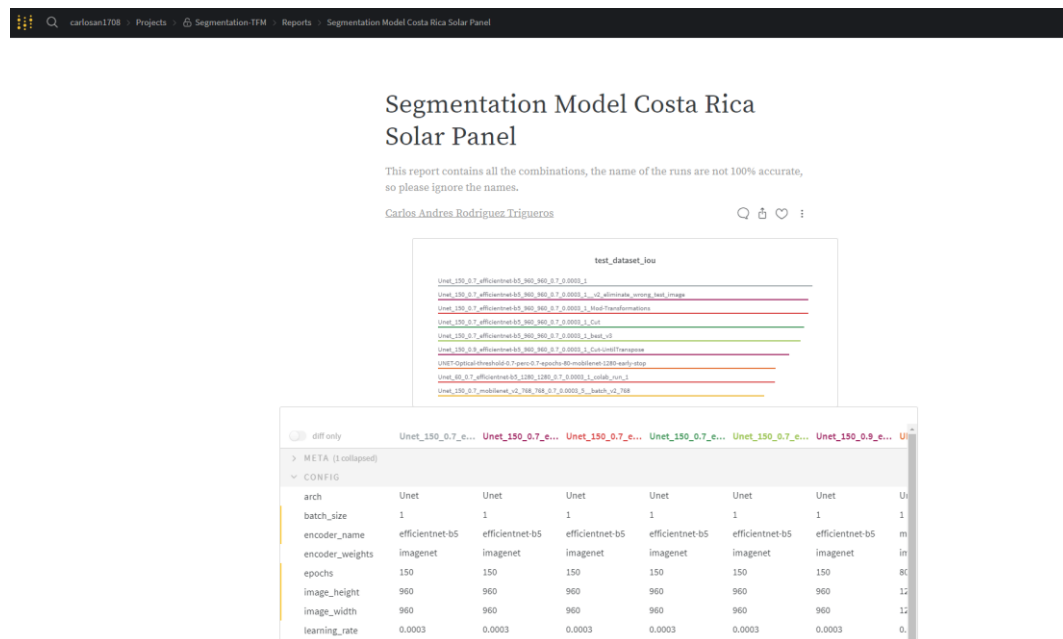 carlosan1708 > Projects > Segmentation-TFM > Reports > Segmentation Model Costa Rica Solar Panel
Segmentation Model Costa Rica
Solar Panel
This report contains all the combinations, the name of the runs are not 100% accurate,
so please ignore the names.
Carlos Andres Rodriguez Trigueros
test_dataset_iou
Unet_150_0.7_efficientnet-b5_960_960_0.7_0.0003_1
Unet_150_0.7_efficientnet-b5_960_960_0.7_0.0003_1__v2_eliminate_wrong_test_image
Unet_150_0.7_efficientnet-b5_960_960_0.7_0.0003_1_Mod-Transformations
Unet_150_0.7_efficientnet-b5_960_960_0.7_0.0003_1_Cut
Unet_150_0.7_efficientnet-b5_960_960_0.7_0.0003_1_best_v3
Unet_150_0.9_efficientnet-b5_960_960_0.7_0.0003_1_Cut-UntilTranspose
UNET-Optical-threshold-0.7-perc-0.7-epochs-80-mobilenet-1280-early-stop
Unet_60_0.7_efficientnet-b5_1280_1280_0.7_0.0003_1_colab_run_1
Unet_150_0.7_mobilenet_v2_768_768_0.7_0.0003_5__batch_v2_768
diff only Unet_150_0.7_e... Unet_150_0.7_e... Unet_150_0.7_e... Unet_150_0.7_e... Unet_150_0.7_e... Unet_150_0.9_e... U
> META (1 collapsed)
CONFIG
arch Unet Unet Unet Unet Unet Unet U
batch_size 1 1 1 1 1 1 1
encoder_name efficientnet-b5 efficientnet-b5 efficientnet-b5 efficientnet-b5 efficientnet-b5 efficientnet-b5 m
encoder_weights imagenet imagenet imagenet imagenet imagenet imagenet im
epochs 150 150 150 150 150 150 80
image_height 960 960 960 960 960 960 12
image_width 960 960 960 960 960 960 12
learning_rate 0.0003 0.0003 0.0003 0.0003 0.0003 0.0003 0.